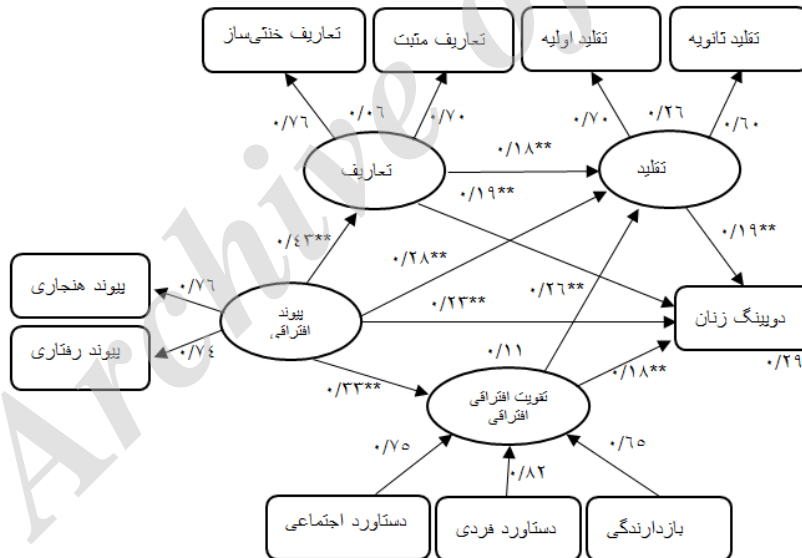 تعاریف خنثی‌ساز
تعاریف مثبت
تقلید اولیه
تقلید ثانویه
۰/۷۶
۰/۰۶
۰/۷۰
۰/۷۰
۰/۲۶
۰/۶۰
تعاریف
۰/۱۸**
تقلید
۰/۱۹**
۰/۴۳**
۰/۲۸**
۰/۱۹**
پیوند هنجاری
۰/۷۶
پیوند
افتراقی
۰/۲۳**
۰/۲۶**
دوپینگ زنان
پیوند رفتاری
۰/۷۴
۰/۱۱
۰/۲۹
۰/۳۳**
۰/۱۸**
تقویت افتراقی
افتراقی
۰/۷۵
۰/۸۲
۰/۶۵
دستاورد اجتماعی
دستاورد فردی
بازدارندگی
Archive of